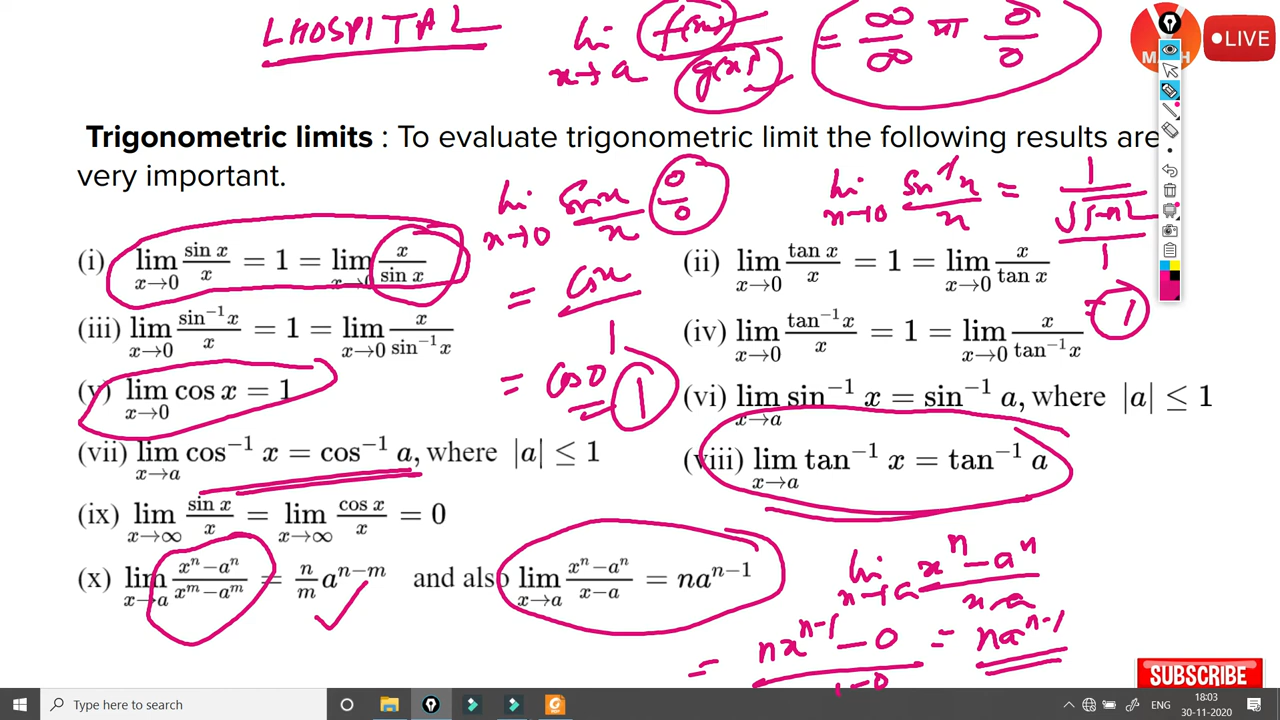 LHOSPITAL lim x→a f(x)/g(x) = ∞/∞ या 0/0
MATH LIVE
Trigonometric limits : To evaluate trigonometric limit the following results are
very important.
lim x→0 sin x/x 0/0
= cos x/1
= cos 0 = 1
lim x→0 sin⁻¹x/x = 1/√(1-x²)/1
= 1
(i) lim x→0 sin x/x = 1 = lim x→0 x/sin x
(ii) lim x→0 tan x/x = 1 = lim x→0 x/tan x
(iii) lim x→0 sin⁻¹x/x = 1 = lim x→0 x/sin⁻¹x
(iv) lim x→0 tan⁻¹x/x = 1 = lim x→0 x/tan⁻¹x
(v) lim x→0 cos x = 1
(vi) lim x→a sin⁻¹ x = sin⁻¹ a, where |a| ≤ 1
(vii) lim x→a cos⁻¹ x = cos⁻¹ a, where |a| ≤ 1
(viii) lim x→a tan⁻¹ x = tan⁻¹ a
(ix) lim x→∞ sin x/x = lim x→∞ cos x/x = 0
(x) lim x→a xⁿ−aⁿ/xᵐ−aᵐ = n/m aⁿ⁻ᵐ and also lim x→a xⁿ−aⁿ/x−a = naⁿ⁻¹
lim x→a xⁿ−aⁿ/x−a
= nxⁿ⁻¹−0/1−0 = naⁿ⁻¹
SUBSCRIBE
Type here to search
ENG
18:03
30-11-2020